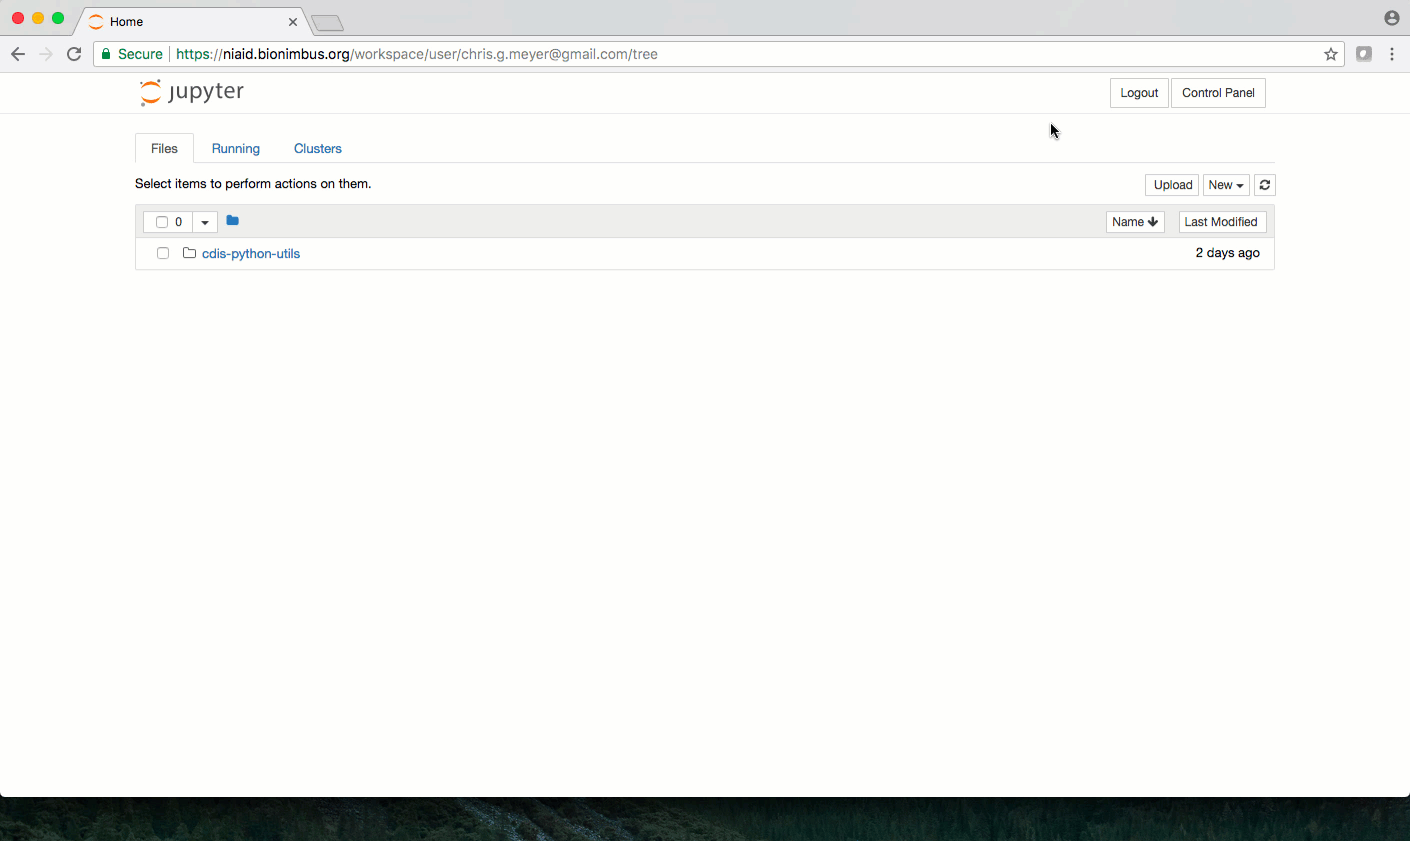 Home
Secure https://niaid.bionimbus.org/workspace/user/chris.g.meyer@gmail.com/tree
jupyter
Logout Control Panel
Files Running Clusters
Select items to perform actions on them. Upload New
0 Name Last Modified
cdis-python-utils 2 days ago